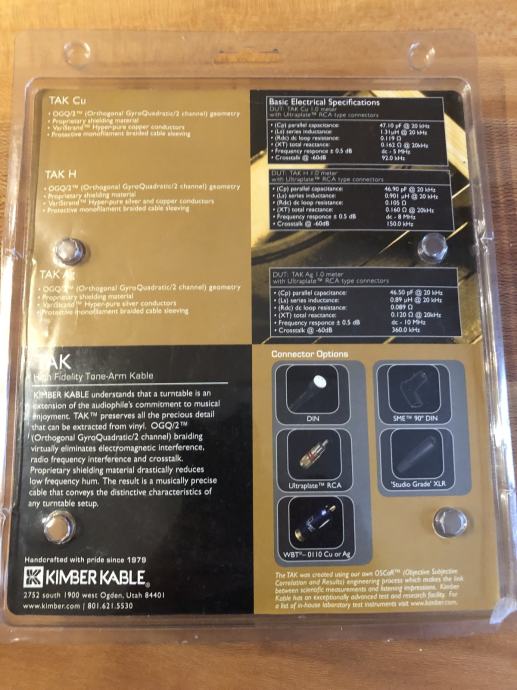 TAK Cu
• OGQ/2™ (Orthogonal GyroQuadratic/2 channel) geometry
• Proprietary shielding material
• VariStrand™ Hyper-pure copper conductors
• Protective monofilament braided cable sleeving
TAK H
• OGQ/2™ (Orthogonal GyroQuadratic/2 channel) geometry
• Proprietary shielding material
• VariStrand™ Hyper-pure silver and copper conductors
• Protective monofilament braided cable sleeving
TAK Ag
• OGQ/2™ (Orthogonal GyroQuadratic/2 channel) geometry
• Proprietary shielding material
• VariStrand™ Hyper-pure silver conductors
• Protective monofilament braided cable sleeving
Basic Electrical Specifications
DUT: TAK Cu 1.0 meter
with Ultraplate™ RCA type connectors
• (Cp) parallel capacitance: 47.10 pF @ 20 kHz
• (Ls) series inductance: 1.31µH @ 20 kHz
• (Rdc) dc loop resistance: 0.119 Ω
• (XT) total reactance: 0.162 Ω @ 20kHz
• Frequency responce ± 0.5 dB dc - 5 MHz
• Crosstalk @ -60dB 92.0 kHz
DUT: TAK H 1.0 meter
with Ultraplate™ RCA type connectors
• (Cp) parallel capacitance: 46.90 pF @ 20 kHz
• (Ls) series inductance: 0.901 µH @ 20 kHz
• (Rdc) dc loop resistance: 0.105 Ω
• (XT) total reactance: 0.160 Ω @ 20kHz
• Frequency responce ± 0.5 dB dc - 8 MHz
• Crosstalk @ -60dB 150.0 kHz
DUT: TAK Ag 1.0 meter
with Ultraplate™ RCA type connectors
• (Cp) parallel capacitance: 46.50 pF @ 20 kHz
• (Ls) series inductance: 0.89 µH @ 20 kHz
• (Rdc) dc loop resistance: 0.089 Ω
• (XT) total reactance: 0.120 Ω @ 20kHz
• Frequency responce ± 0.5 dB dc - 10 MHz
• Crosstalk @ -60dB 360.0 kHz
TAK
High Fidelity Tone-Arm Kable
KIMBER KABLE understands that a turntable is an
extension of the audiophile's commitment to musical
enjoyment. TAK™ preserves all the precious detail
that can be extracted from vinyl. OGQ/2™
(Orthogonal GyroQuadratic/2 channel) braiding
virtually eliminates electromagnetic interference,
radio frequency interference and crosstalk.
Proprietary shielding material drastically reduces
low frequency hum. The result is a musically precise
cable that conveys the distinctive characteristics of
any turntable setup.
Handcrafted with pride since 1979
KIMBER KABLE®
2752 south 1900 west Ogden, Utah 84401
www.kimber.com | 801.621.5530
Connector Options
DIN
SME™ 90° DIN
Ultraplate™ RCA
'Studio Grade' XLR
WBT®-0110 Cu or Ag
The TAK was created using our own OSCaR™ (Objective Subjective
Correlation and Results) engineering process which makes the link
between scientific measurements and listening impressions. Kimber
Kable has an exceptionally advanced test and research facility. For
a list of in-house laboratory test instruments visit www.kimber.com.